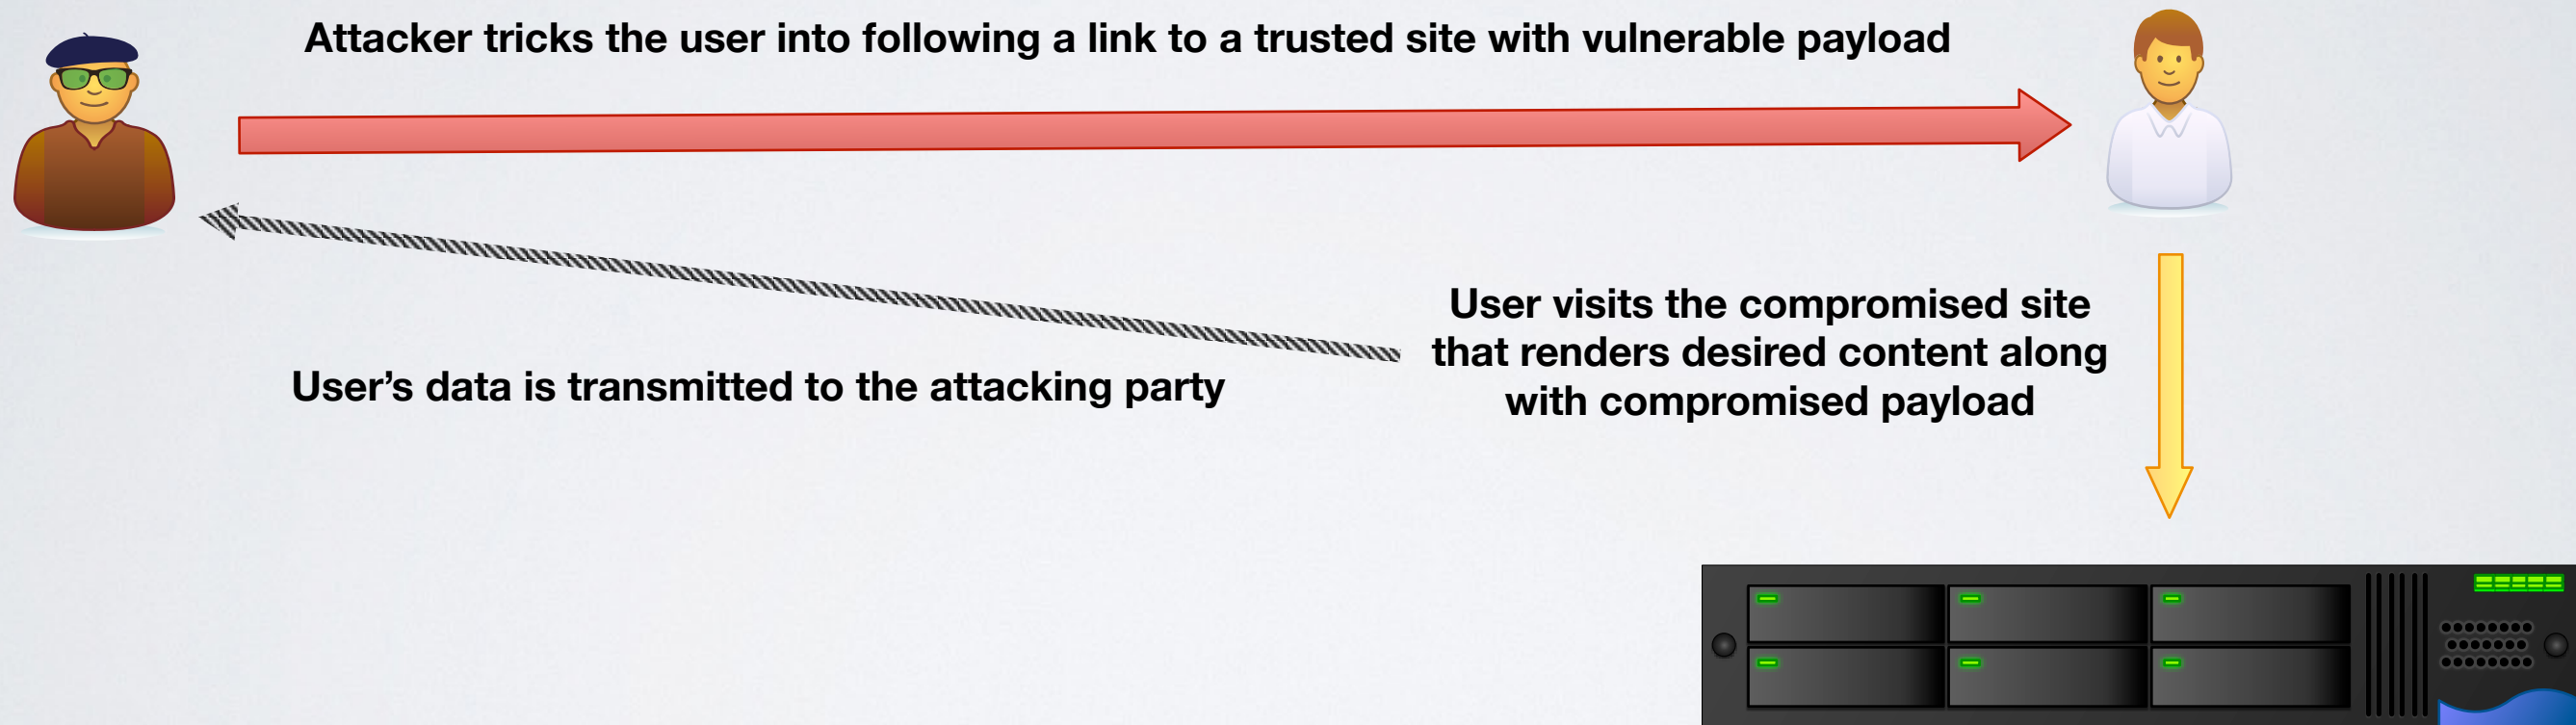 Attacker tricks the user into following a link to a trusted site with vulnerable payload
User visits the compromised site
that renders desired content along
with compromised payload
User’s data is transmitted to the attacking party